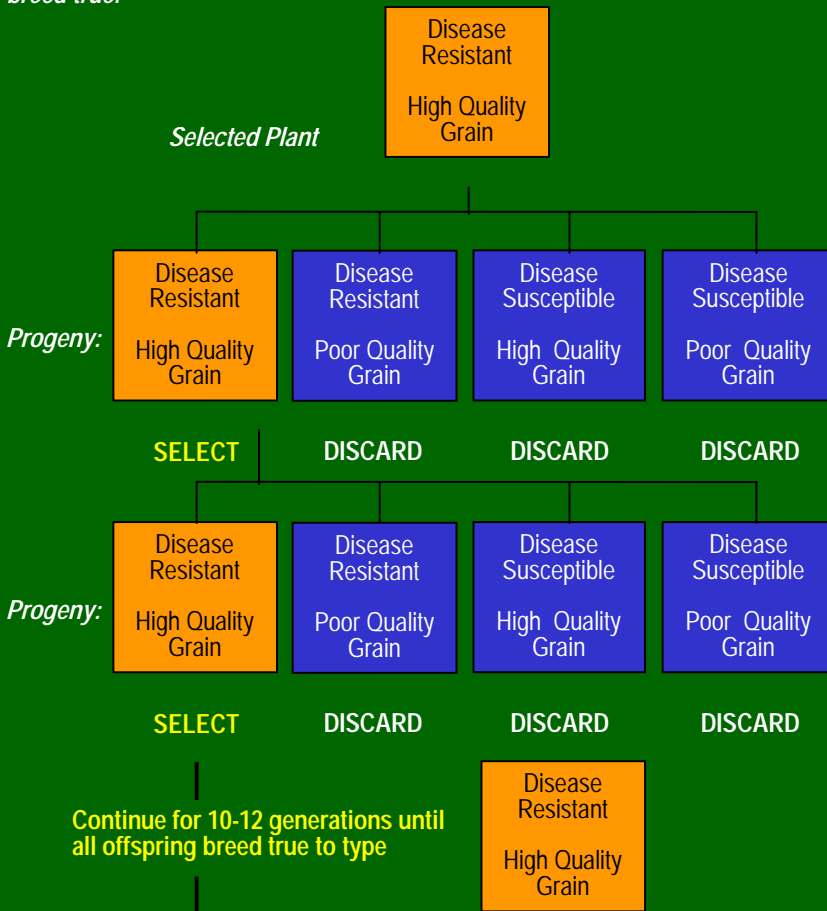 breed true.
Disease
Resistant
High Quality
Grain
Selected Plant
Progeny:
Disease
Resistant
High Quality
Grain
Disease
Resistant
Poor Quality
Grain
Disease
Susceptible
High Quality
Grain
Disease
Susceptible
Poor Quality
Grain
SELECT
DISCARD
DISCARD
DISCARD
Progeny:
Disease
Resistant
High Quality
Grain
Disease
Resistant
Poor Quality
Grain
Disease
Susceptible
High Quality
Grain
Disease
Susceptible
Poor Quality
Grain
SELECT
DISCARD
DISCARD
DISCARD
Continue for 10-12 generations until
all offspring breed true to type
Disease
Resistant
High Quality
Grain